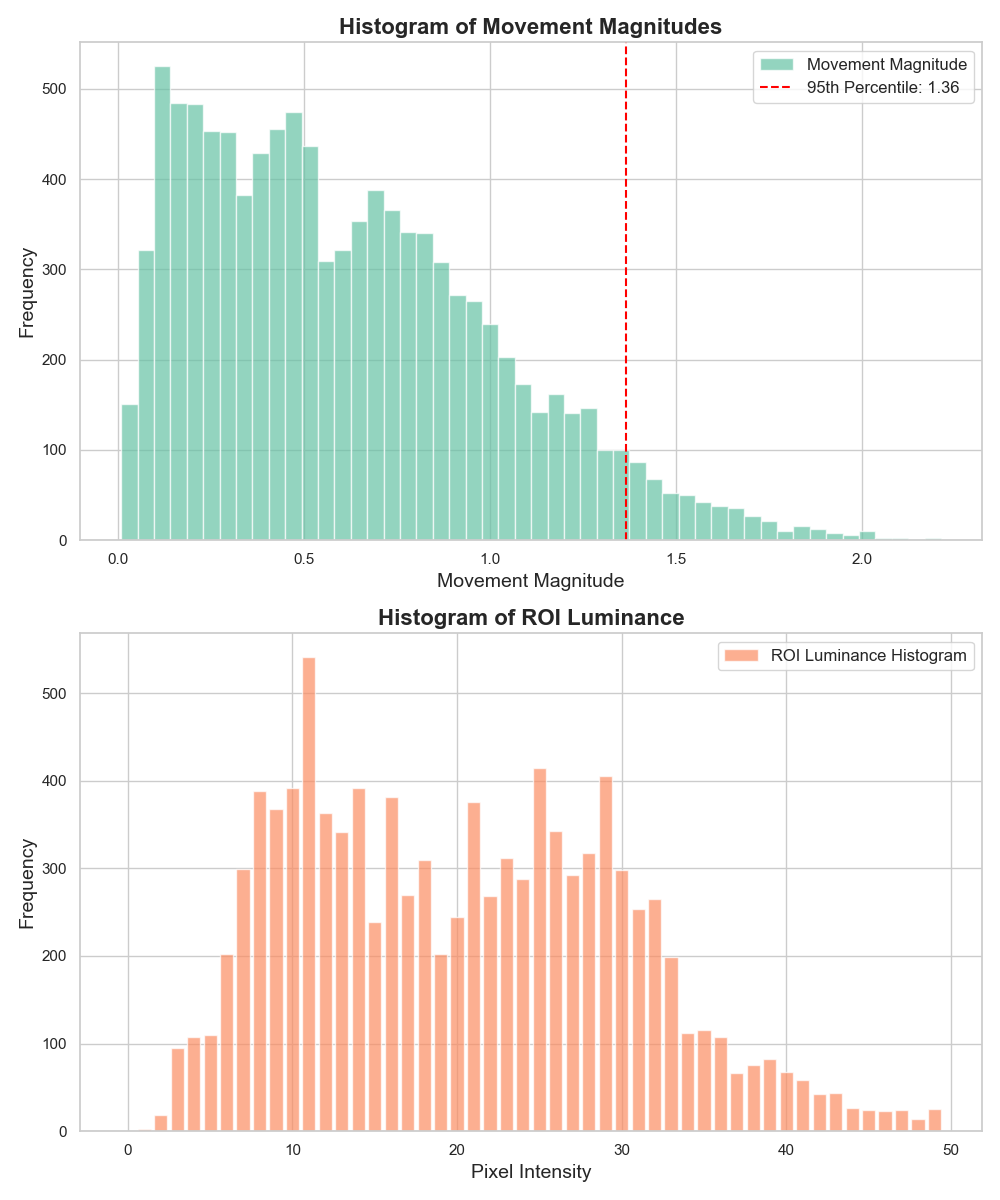 Histogram of Movement Magnitudes
Movement Magnitude
95th Percentile: 1.36
500
400
300
200
100
0
Frequency
0.0 0.5 1.0 1.5 2.0
Movement Magnitude
Histogram of ROI Luminance
ROI Luminance Histogram
500
400
300
200
100
0
Frequency
0 10 20 30 40 50
Pixel Intensity